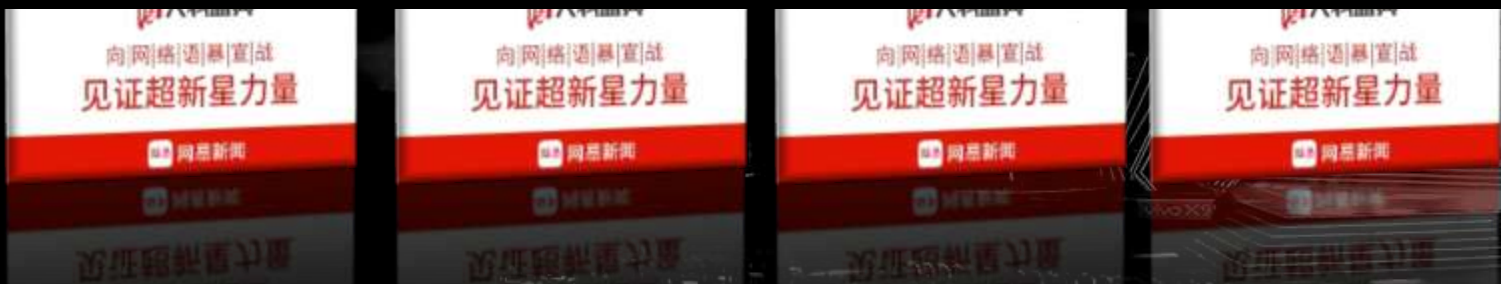 向|网|络|语|暴|宣|战 向|网|络|语|暴|宣|战 向|网|络|语|暴|宣|战 向|网|络|语|暴|宣|战
见证超新星力量 见证超新星力量 见证超新星力量 见证超新星力量
网易新闻 网易新闻 网易新闻 网易新闻
vivo X9